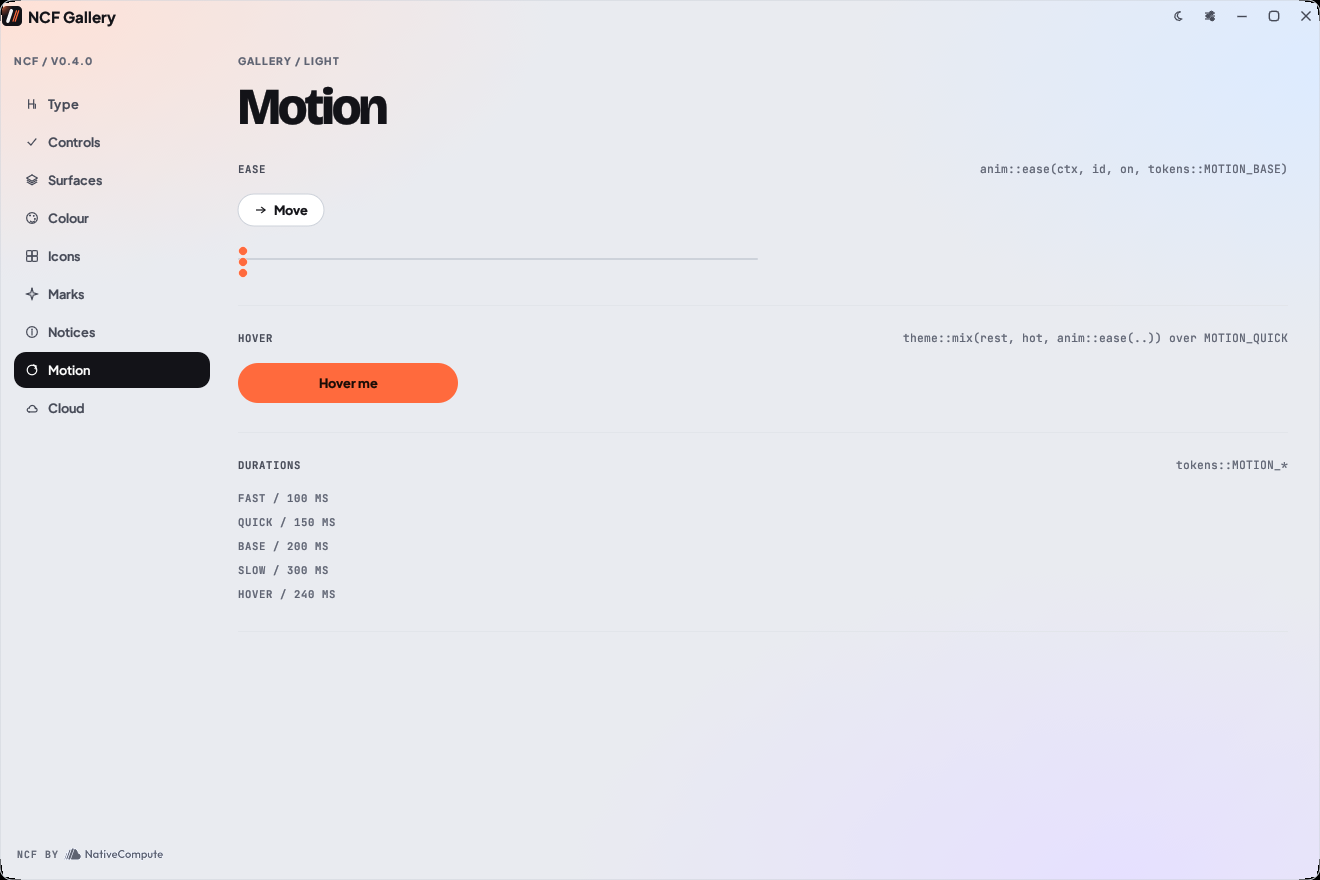 NCF Gallery
NCF / V0.4.0
Type
Controls
Surfaces
Colour
Icons
Marks
Notices
Motion
Cloud
GALLERY / LIGHT
Motion
EASE
anim::ease(ctx, id, on, tokens::MOTION_BASE)
Move
HOVER
theme::mix(rest, hot, anim::ease(..)) over MOTION_QUICK
Hover me
DURATIONS
tokens::MOTION_*
FAST / 100 MS
QUICK / 150 MS
BASE / 200 MS
SLOW / 300 MS
HOVER / 240 MS
NCF BY NativeCompute